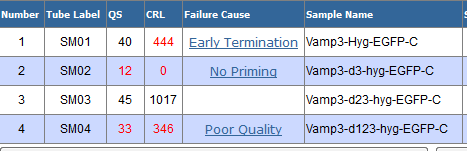 Number Tube Label QS CRL Failure Cause Sample Name
1 SM01 40 444 Early Termination Vamp3-Hyg-EGFP-C
2 SM02 12 0 No Priming Vamp3-d3-hyg-EGFP-C
3 SM03 45 1017 Vamp3-d23-hyg-EGFP-C
4 SM04 33 346 Poor Quality Vamp3-d123-hyg-EGFP-C